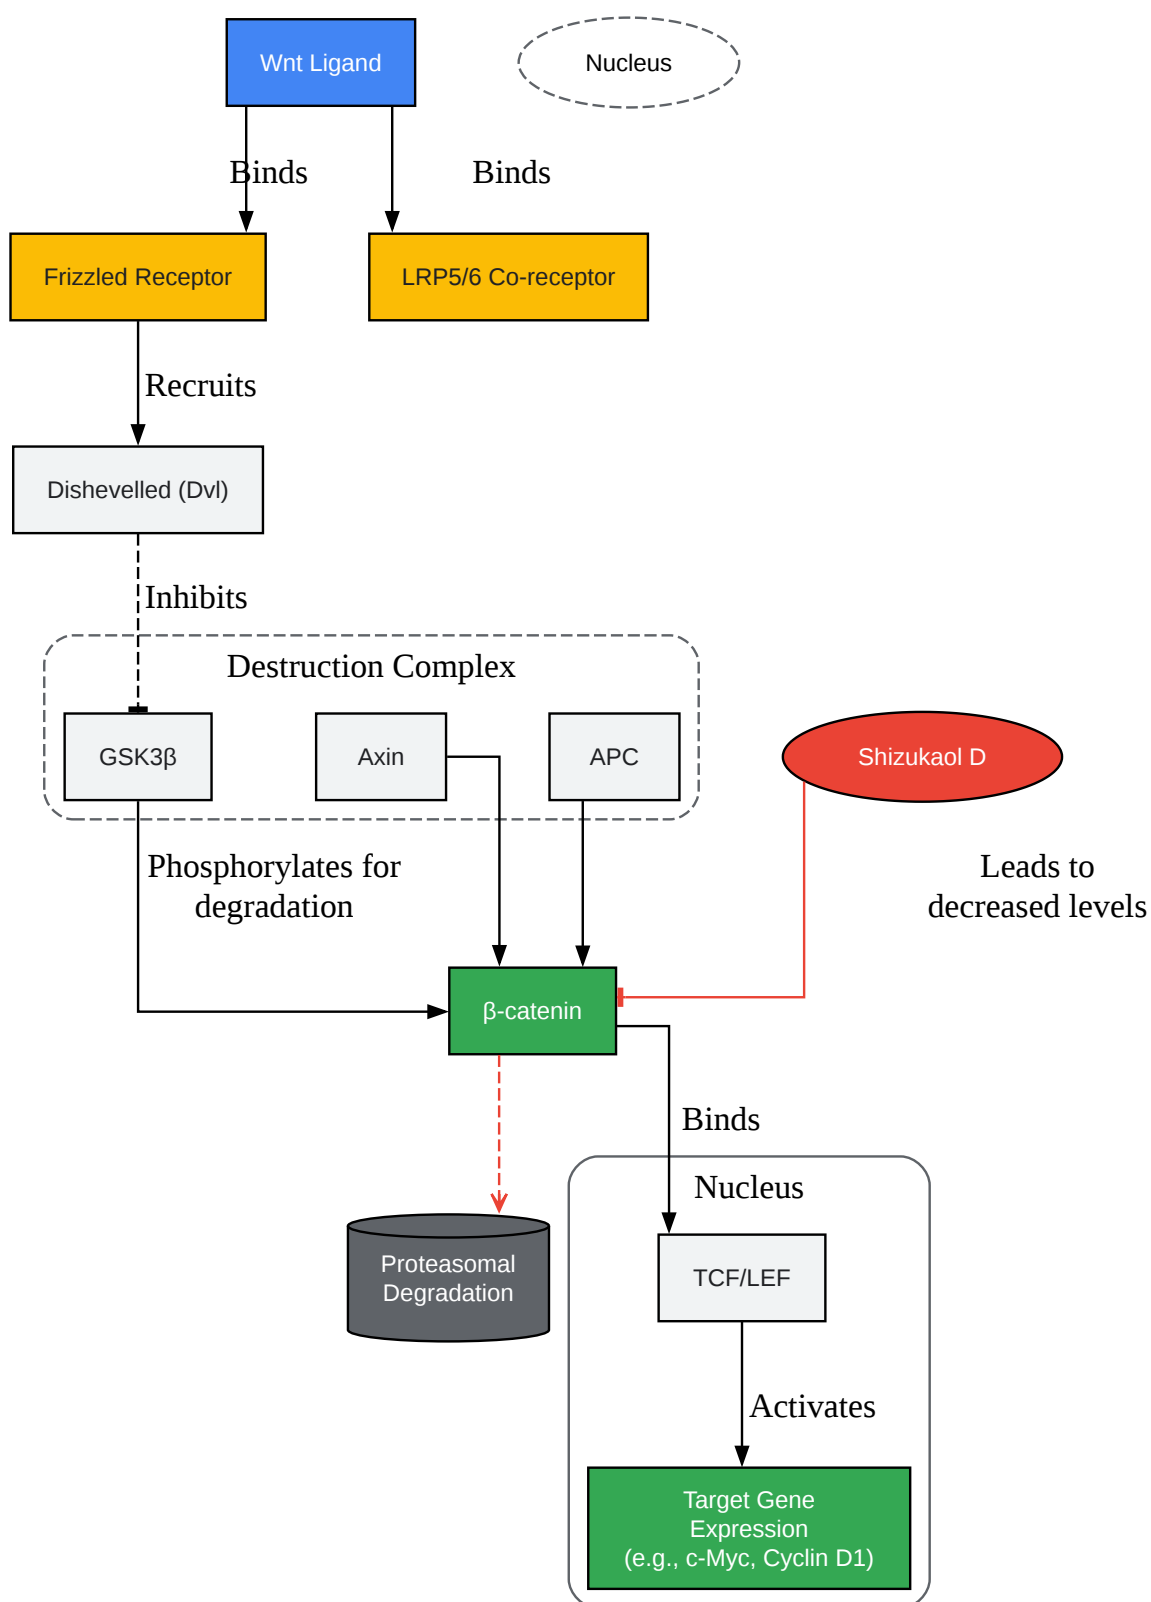 Wnt Ligand
Nucleus
Binds
Binds
Frizzled Receptor
LRP5/6 Co-receptor
Recruits
Dishevelled (Dvl)
Inhibits
Destruction Complex
GSK3β
Axin
APC
Shizukaol D
Phosphorylates for
degradation
Leads to
decreased levels
β-catenin
Binds
Nucleus
Proteasomal
Degradation
TCF/LEF
Activates
Target Gene
Expression
(e.g., c-Myc, Cyclin D1)